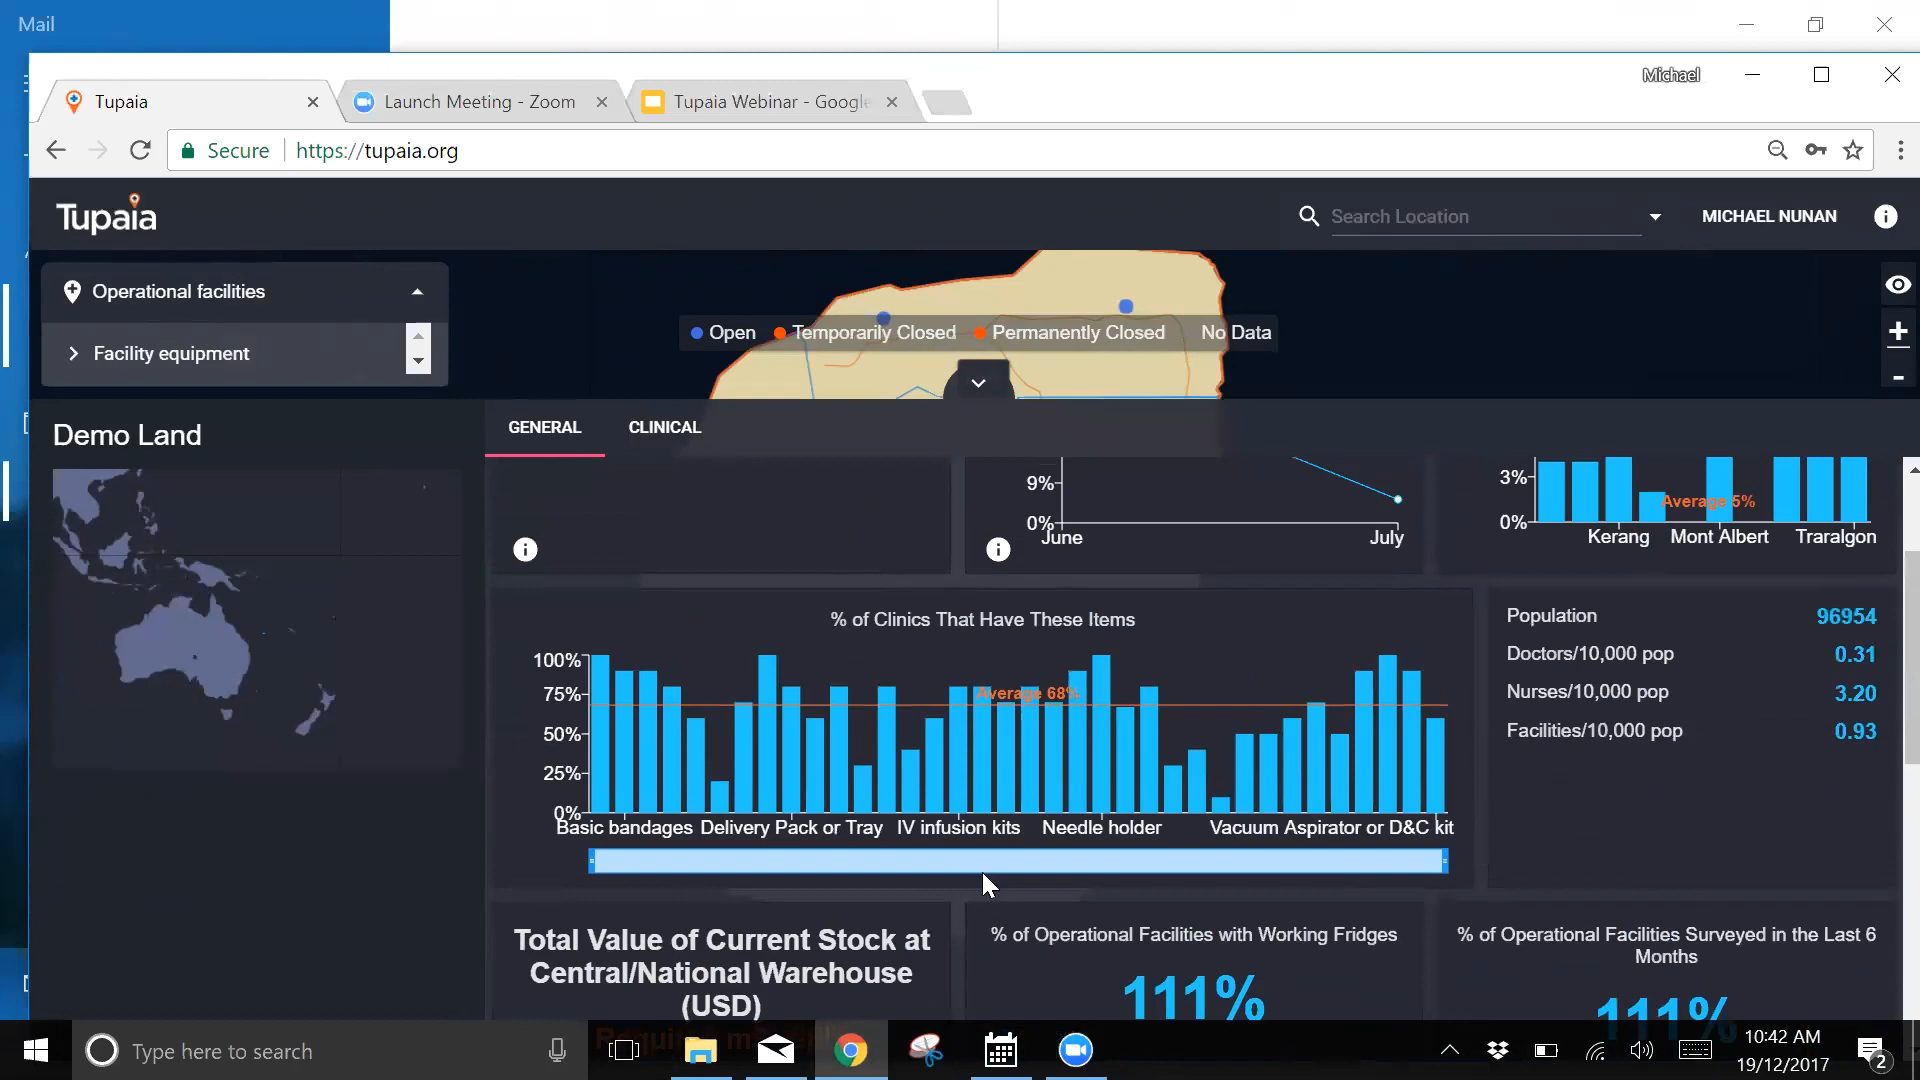 Mail
Michael
Tupaia
Launch Meeting - Zoom
Tupaia Webinar - Google
Secure
https://tupaia.org
Tupaia
Search Location
MICHAEL NUNAN
Operational facilities
Facility equipment
Open
Temporarily Closed
Permanently Closed
No Data
+
-
Demo Land
GENERAL
CLINICAL
9%
0%
June
July
3%
0%
Average 5%
Kerang
Mont Albert
Traralgon
% of Clinics That Have These Items
100%
75%
50%
25%
0%
Average 68%
Basic bandages
Delivery Pack or Tray
IV infusion kits
Needle holder
Vacuum Aspirator or D&C kit
Population 96954
Doctors/10,000 pop 0.31
Nurses/10,000 pop 3.20
Facilities/10,000 pop 0.93
Total Value of Current Stock at
Central/National Warehouse
(USD)
% of Operational Facilities with Working Fridges
111%
% of Operational Facilities Surveyed in the Last 6
Months
111%
Type here to search
10:42 AM
19/12/2017
2